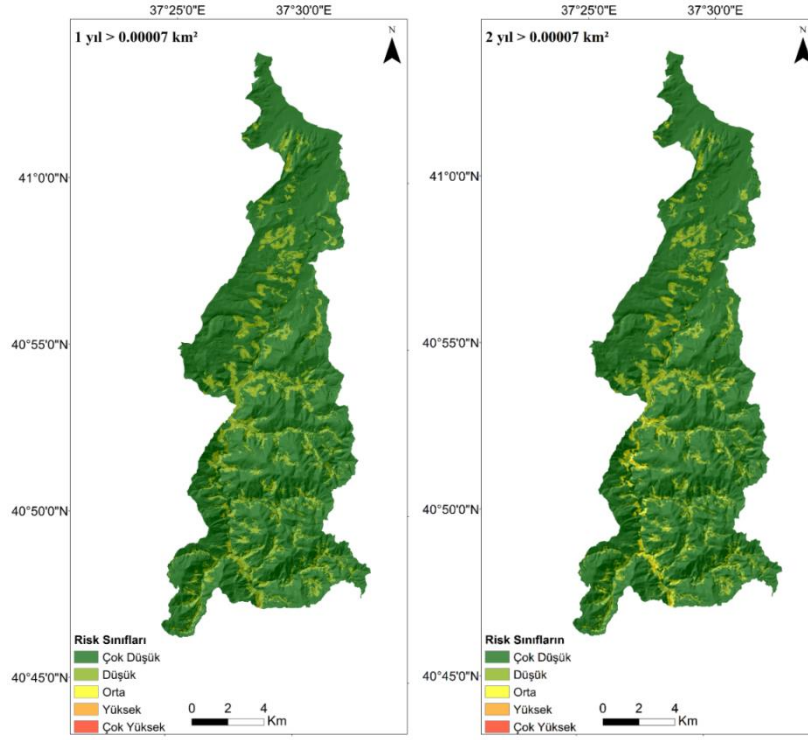 37°25'0"E 37°30'0"E
1 yıl > 0.00007 km²
N
41°0'0"N
40°55'0"N
40°50'0"N
40°45'0"N
Risk Sınıfları
Çok Düşük
Düşük
Orta
Yüksek
Çok Yüksek
0 2 4
Km
37°25'0"E 37°30'0"E
2 yıl > 0.00007 km²
N
41°0'0"N
40°55'0"N
40°50'0"N
40°45'0"N
Risk Sınıfların
Çok Düşük
Düşük
Orta
Yüksek
Çok Yüksek
0 2 4
Km